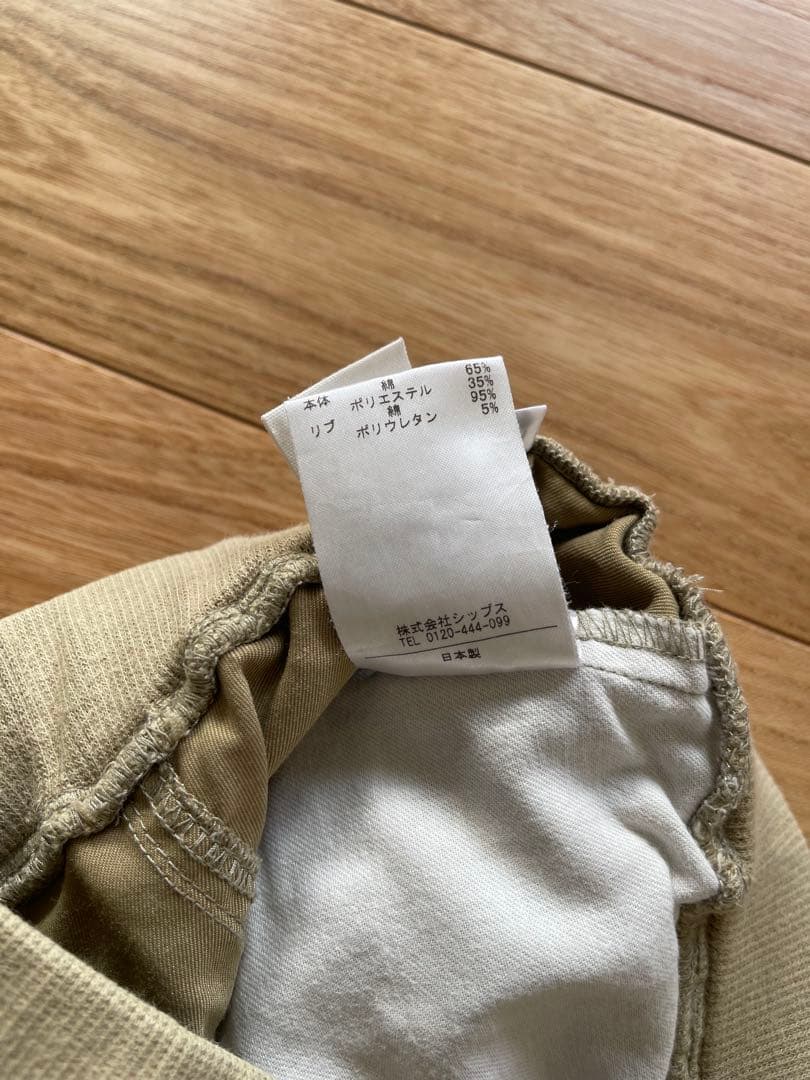 本体 綿 65%
ポリエステル 35%
リブ 綿 95%
ポリウレタン 5%
株式会社シップス
TEL 0120-444-099
日本製